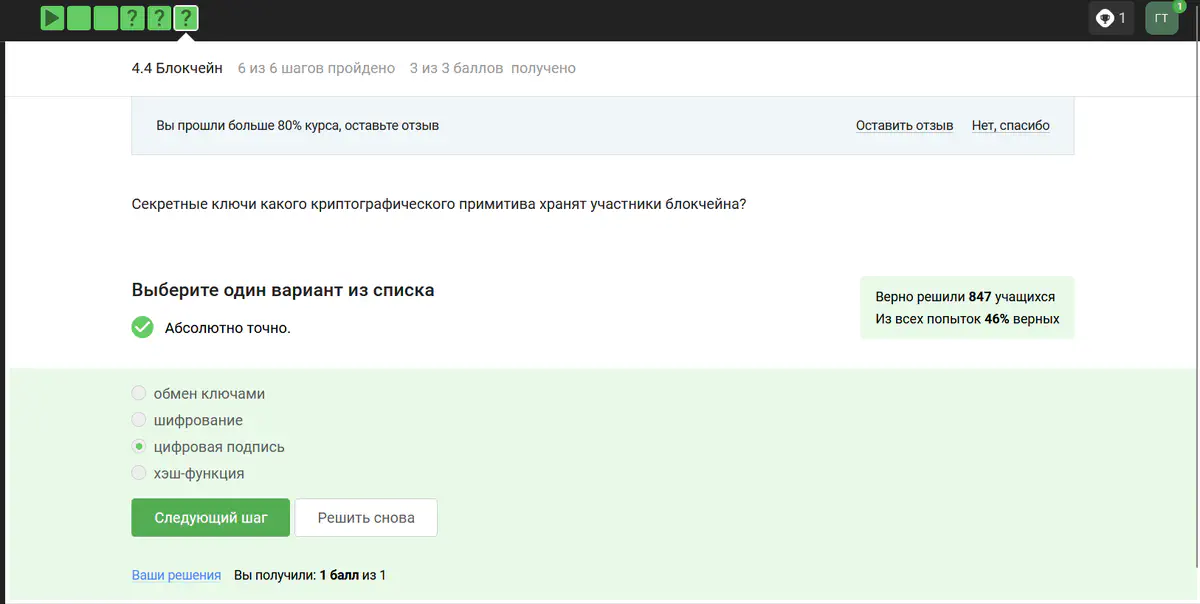 ? ? ?
1
ГТ
1
4.4 Блокчейн 6 из 6 шагов пройдено 3 из 3 баллов получено
Вы прошли больше 80% курса, оставьте отзыв Оставить отзыв Нет, спасибо
Секретные ключи какого криптографического примитива хранят участники блокчейна?
Выберите один вариант из списка
Верно решили 847 учащихся
Из всех попыток 46% верных
Абсолютно точно.
обмен ключами
шифрование
цифровая подпись
хэш-функция
Следующий шаг Решить снова
Ваши решения Вы получили: 1 балл из 1